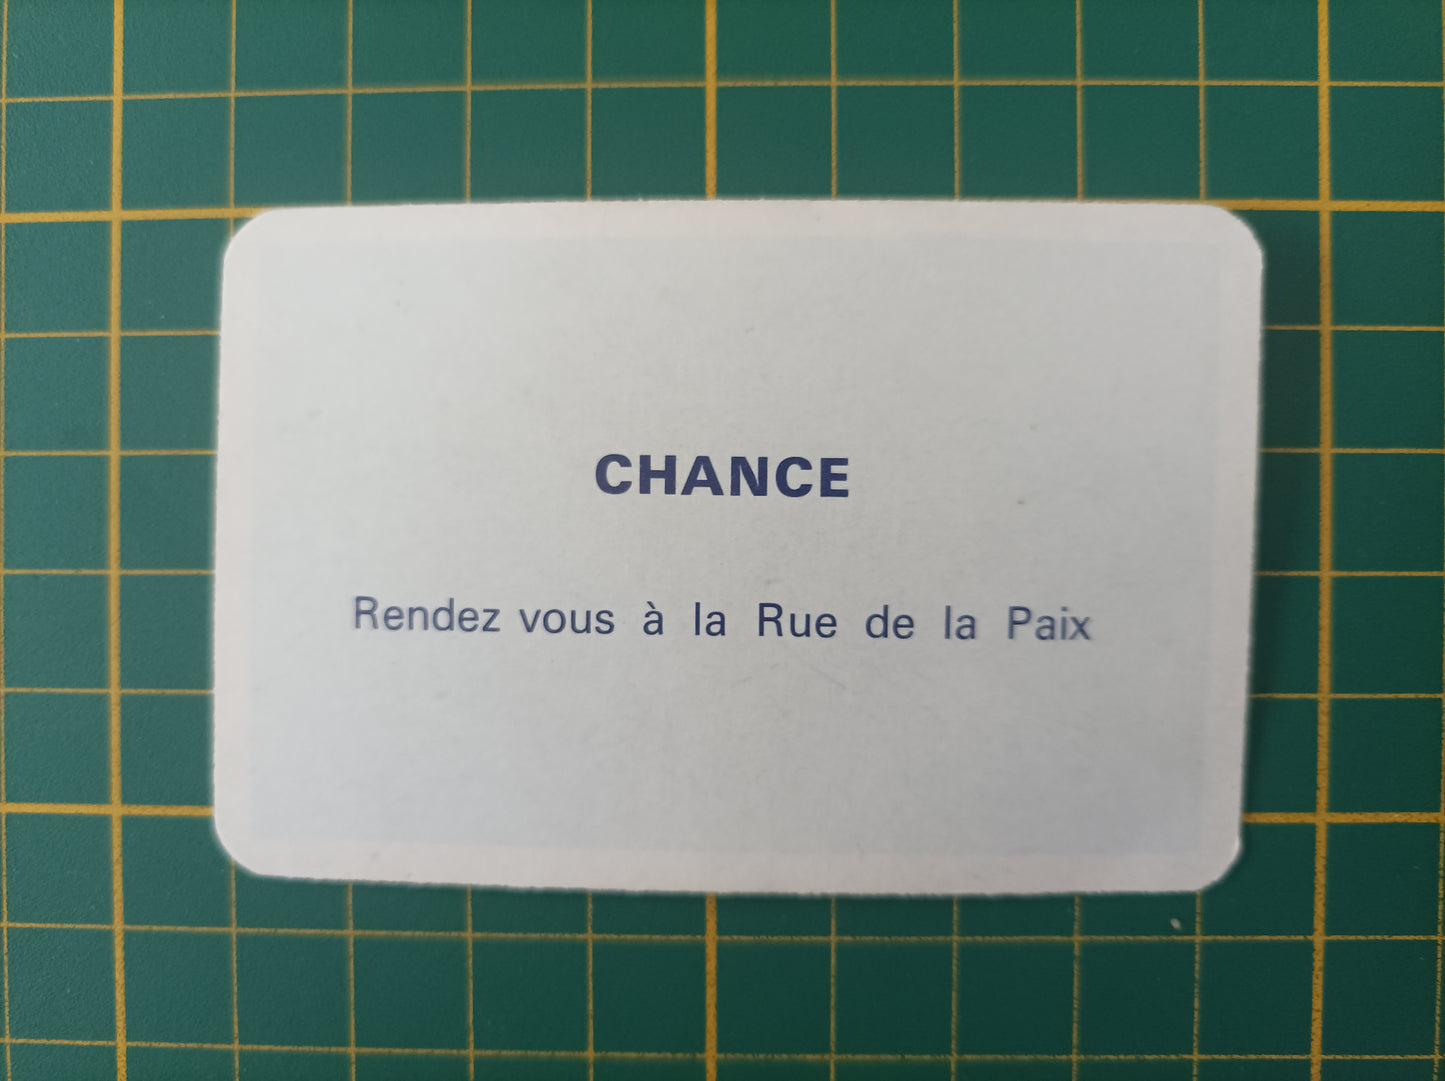 CHANCE
Rendez vous à la Rue de la Paix